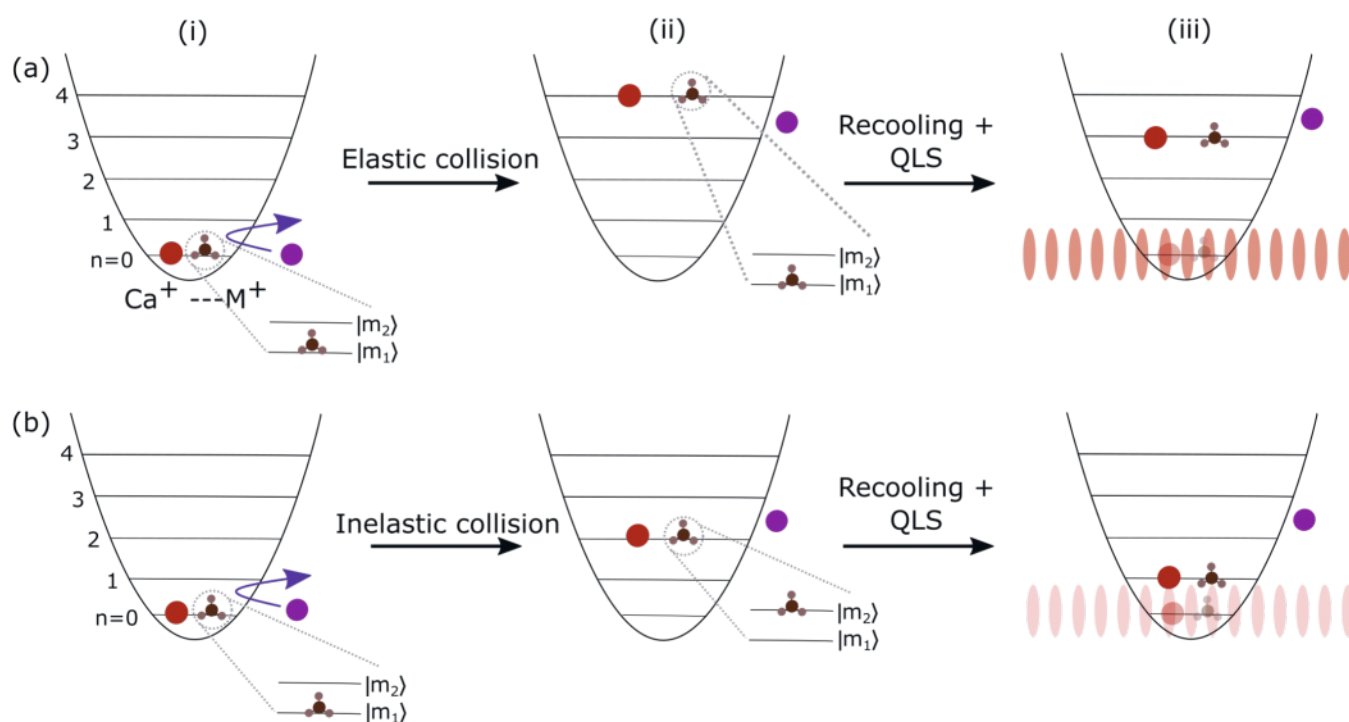 (i)
(ii)
(iii)
(a)
4
3
2
1
n=0
Ca⁺ ---M⁺
|m₂⟩
|m₁⟩
Elastic collision
|m₂⟩
|m₁⟩
Recooling +
QLS
(b)
4
3
2
1
n=0
|m₂⟩
|m₁⟩
Inelastic collision
|m₂⟩
|m₁⟩
Recooling +
QLS